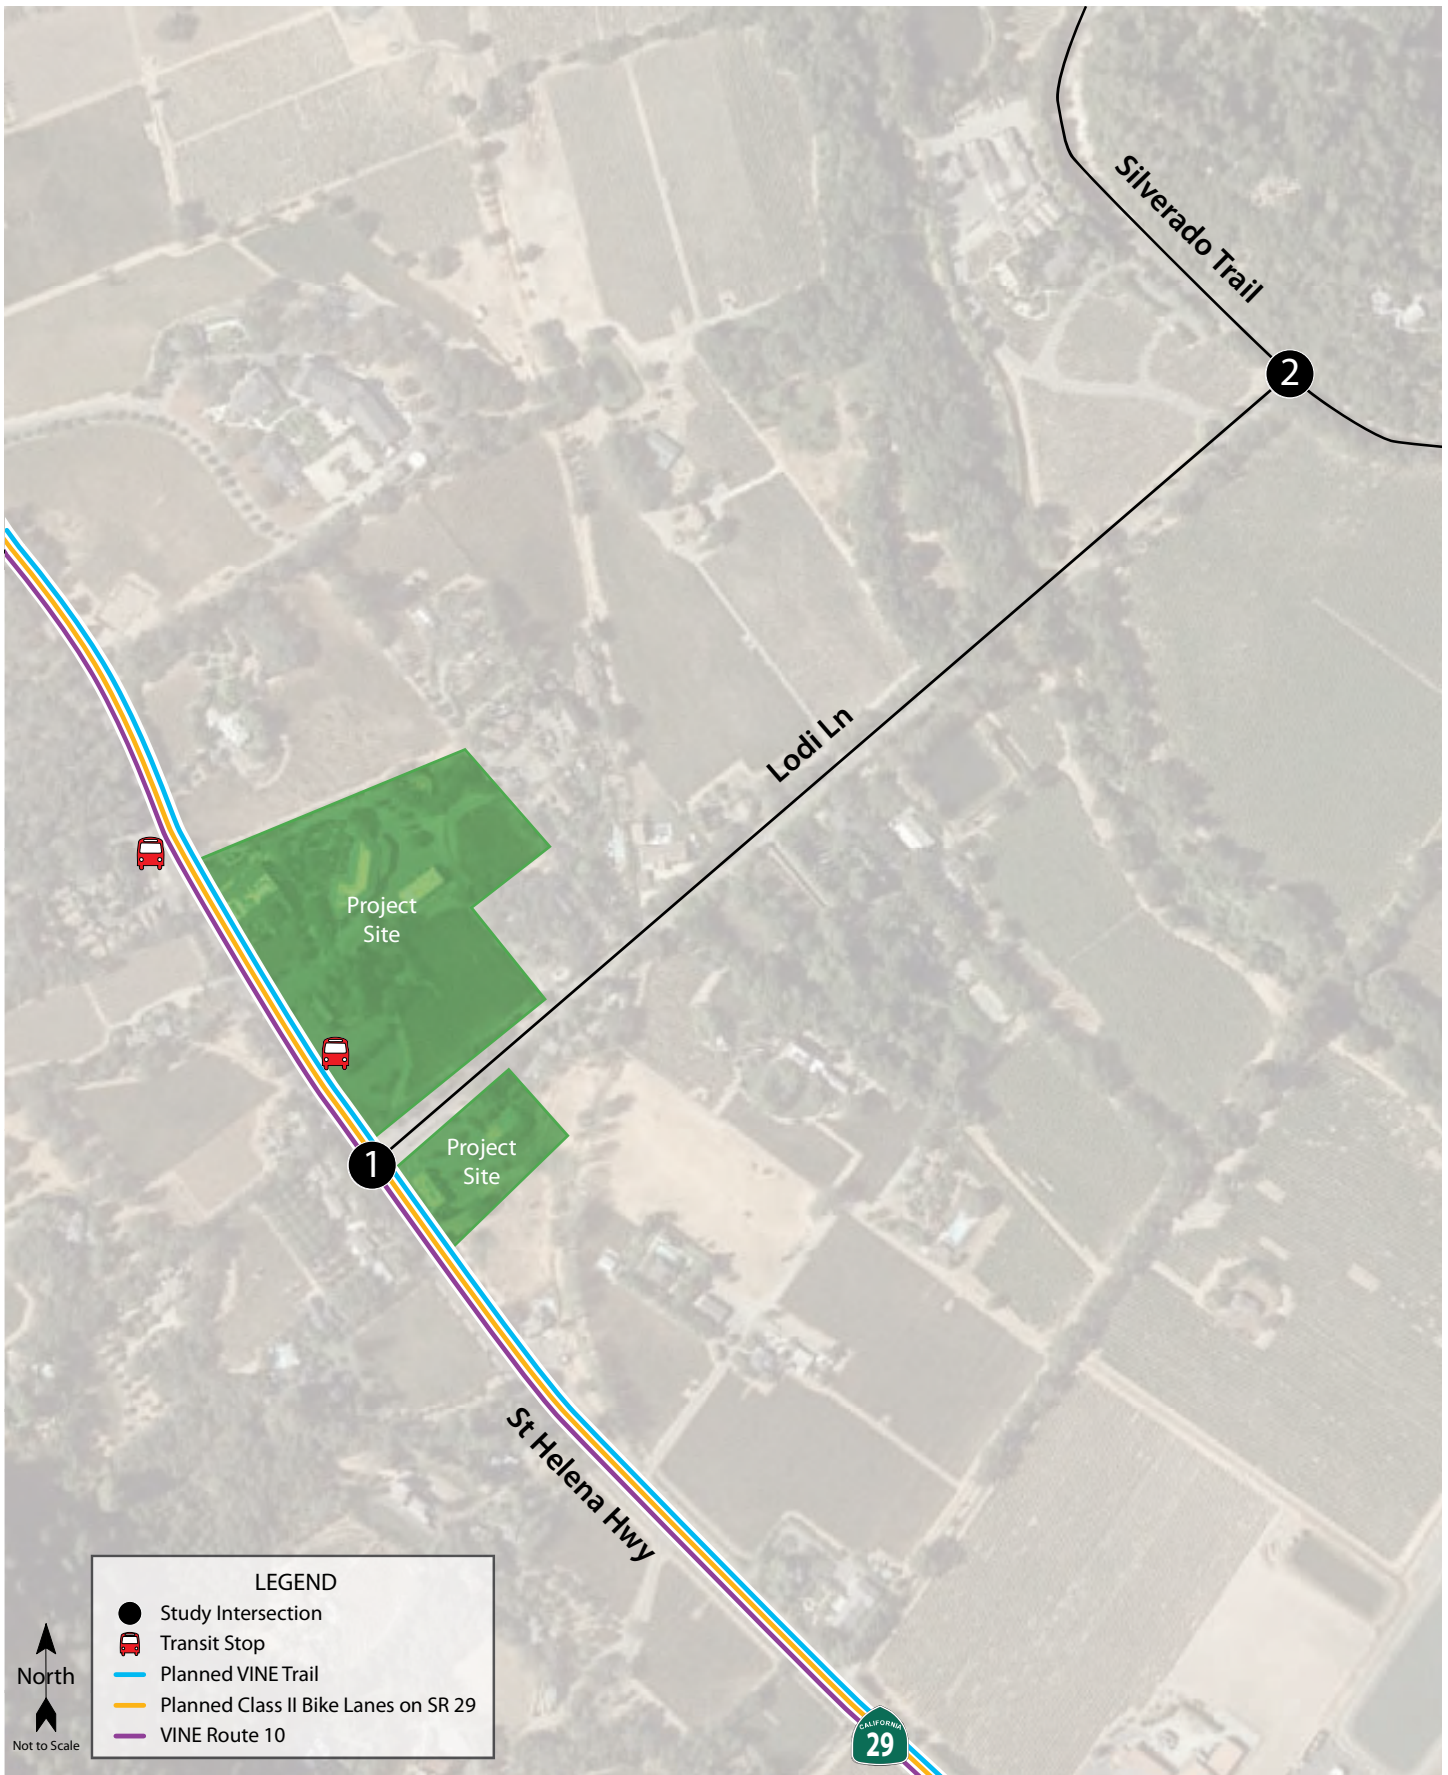 Silverado Trail
2
Lodi Ln
Project
Site
1
Project
Site
St Helena Hwy
LEGEND
Study Intersection
Transit Stop
Planned VINE Trail
Planned Class II Bike Lanes on SR 29
VINE Route 10
North
Not to Scale
CALIFORNIA
29